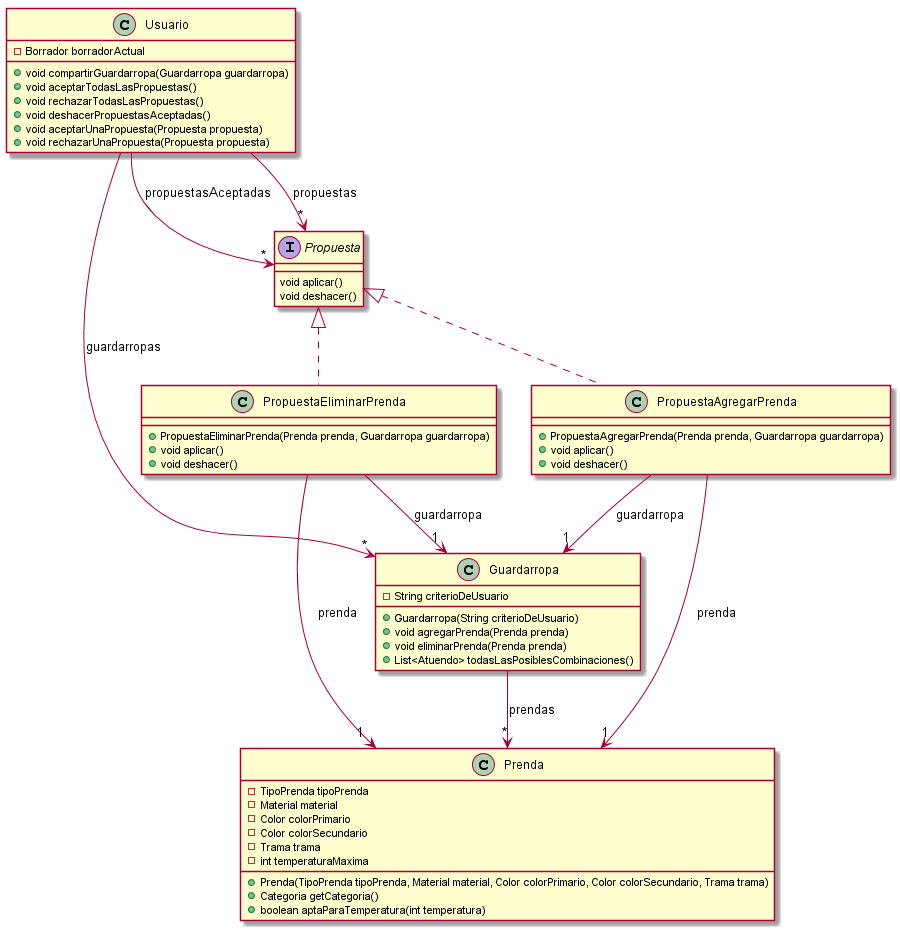 C Usuario
Borrador borradorActual
void compartirGuardarropa(Guardarropa guardarropa)
void aceptarTodasLasPropuestas()
void rechazarTodasLasPropuestas()
void deshacerPropuestasAceptadas()
void aceptarUnaPropuesta(Propuesta propuesta)
void rechazarUnaPropuesta(Propuesta propuesta)
propuestasAceptadas
propuestas
*
*
I Propuesta
void aplicar()
void deshacer()
guardarropas
C PropuestaEliminarPrenda
PropuestaEliminarPrenda(Prenda prenda, Guardarropa guardarropa)
void aplicar()
void deshacer()
C PropuestaAgregarPrenda
PropuestaAgregarPrenda(Prenda prenda, Guardarropa guardarropa)
void aplicar()
void deshacer()
guardarropa
guardarropa
*
1
1
C Guardarropa
String criterioDeUsuario
Guardarropa(String criterioDeUsuario)
void agregarPrenda(Prenda prenda)
void eliminarPrenda(Prenda prenda)
List<Atuendo> todasLasPosiblesCombinaciones()
prenda
prenda
prendas
1
*
1
C Prenda
TipoPrenda tipoPrenda
Material material
Color colorPrimario
Color colorSecundario
Trama trama
int temperaturaMaxima
Prenda(TipoPrenda tipoPrenda, Material material, Color colorPrimario, Color colorSecundario, Trama trama)
Categoria getCategoria()
boolean aptaParaTemperatura(int temperatura)